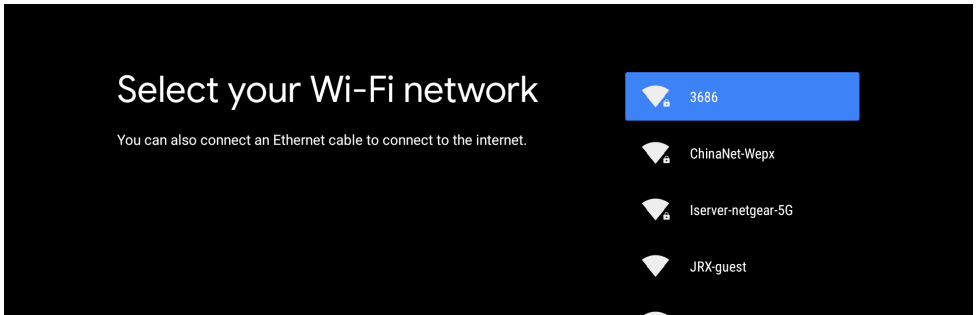 Select your Wi-Fi network
You can also connect an Ethernet cable to connect to the internet.
3686
ChinaNet-Wepx
Iserver-netgear-5G
JRX-guest